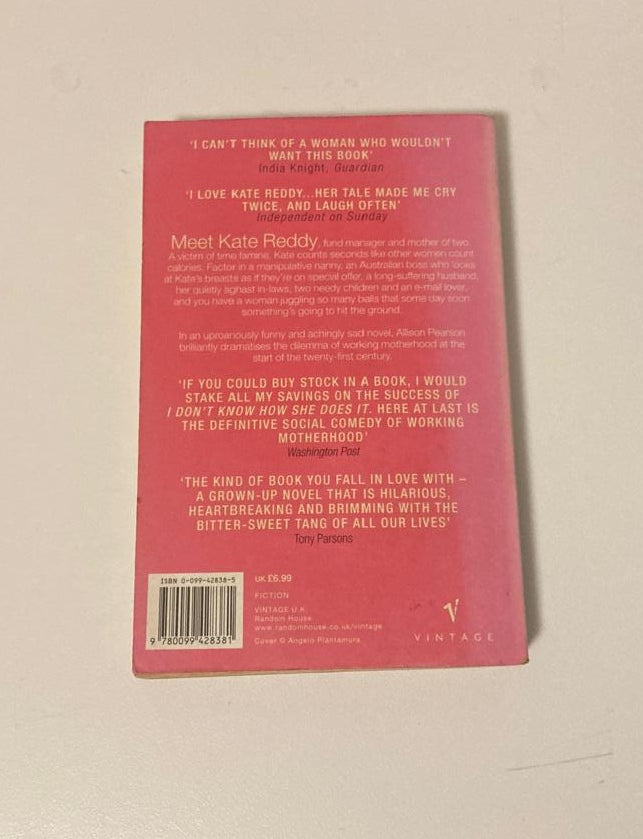 'I CAN'T THINK OF A WOMAN WHO WOULDN'T
WANT THIS BOOK'
India Knight, Guardian
'I LOVE KATE REDDY...HER TALE MADE ME CRY
TWICE, AND LAUGH OFTEN'
Independent on Sunday
Meet Kate Reddy, fund manager and mother of two.
A victim of time famine, Kate counts seconds like other women count
calories. Factor in a manipulative nanny, an Australian boss who looks
at Kate's breasts as if they're on special offer, a long-suffering husband,
her quietly aghast in-laws, two needy children and an e-mail lover,
and you have a woman juggling so many balls that some day soon
something's going to hit the ground.
In an uproariously funny and achingly sad novel, Allison Pearson
brilliantly dramatises the dilemma of working motherhood at the
start of the twenty-first century.
'IF YOU COULD BUY STOCK IN A BOOK, I WOULD
STAKE ALL MY SAVINGS ON THE SUCCESS OF
I DON'T KNOW HOW SHE DOES IT. HERE AT LAST IS
THE DEFINITIVE SOCIAL COMEDY OF WORKING
MOTHERHOOD'
Washington Post
'THE KIND OF BOOK YOU FALL IN LOVE WITH –
A GROWN-UP NOVEL THAT IS HILARIOUS,
HEARTBREAKING AND BRIMMING WITH THE
BITTER-SWEET TANG OF ALL OUR LIVES'
Tony Parsons
ISBN 0-099-42838-5
9 780099 428381
UK £6.99
FICTION
VINTAGE U.K.
Random House
www.randomhouse.co.uk/vintage
Cover © Angelo Plantamura
V
VINTAGE